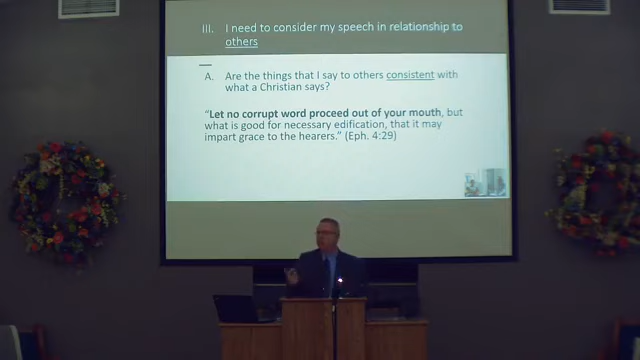 III. I need to consider my speech in relationship to
others
A. Are the things that I say to others consistent with
what a Christian says?
“Let no corrupt word proceed out of your mouth, but
what is good for necessary edification, that it may
impart grace to the hearers.” (Eph. 4:29)